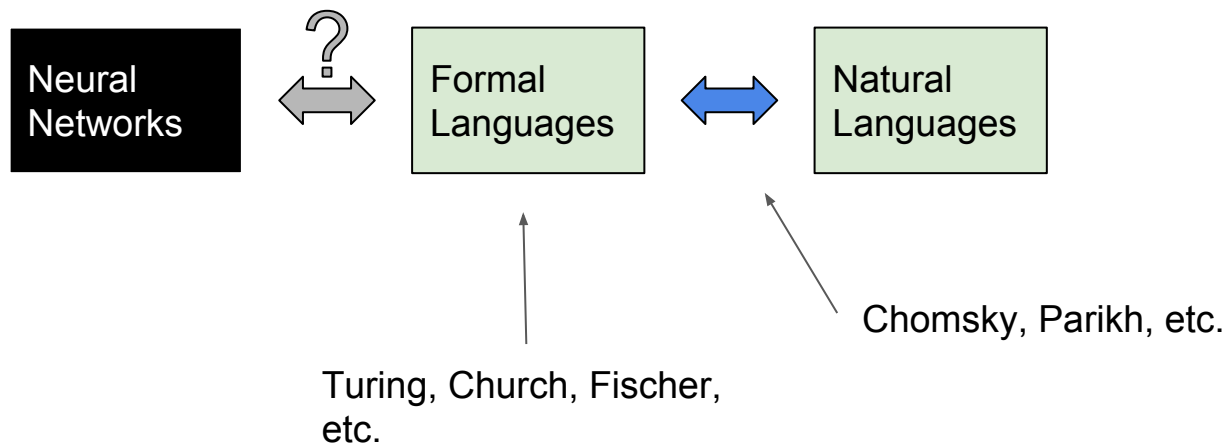 ?
Neural
Networks
Formal
Languages
Natural
Languages
Chomsky, Parikh, etc.
Turing, Church, Fischer,
etc.